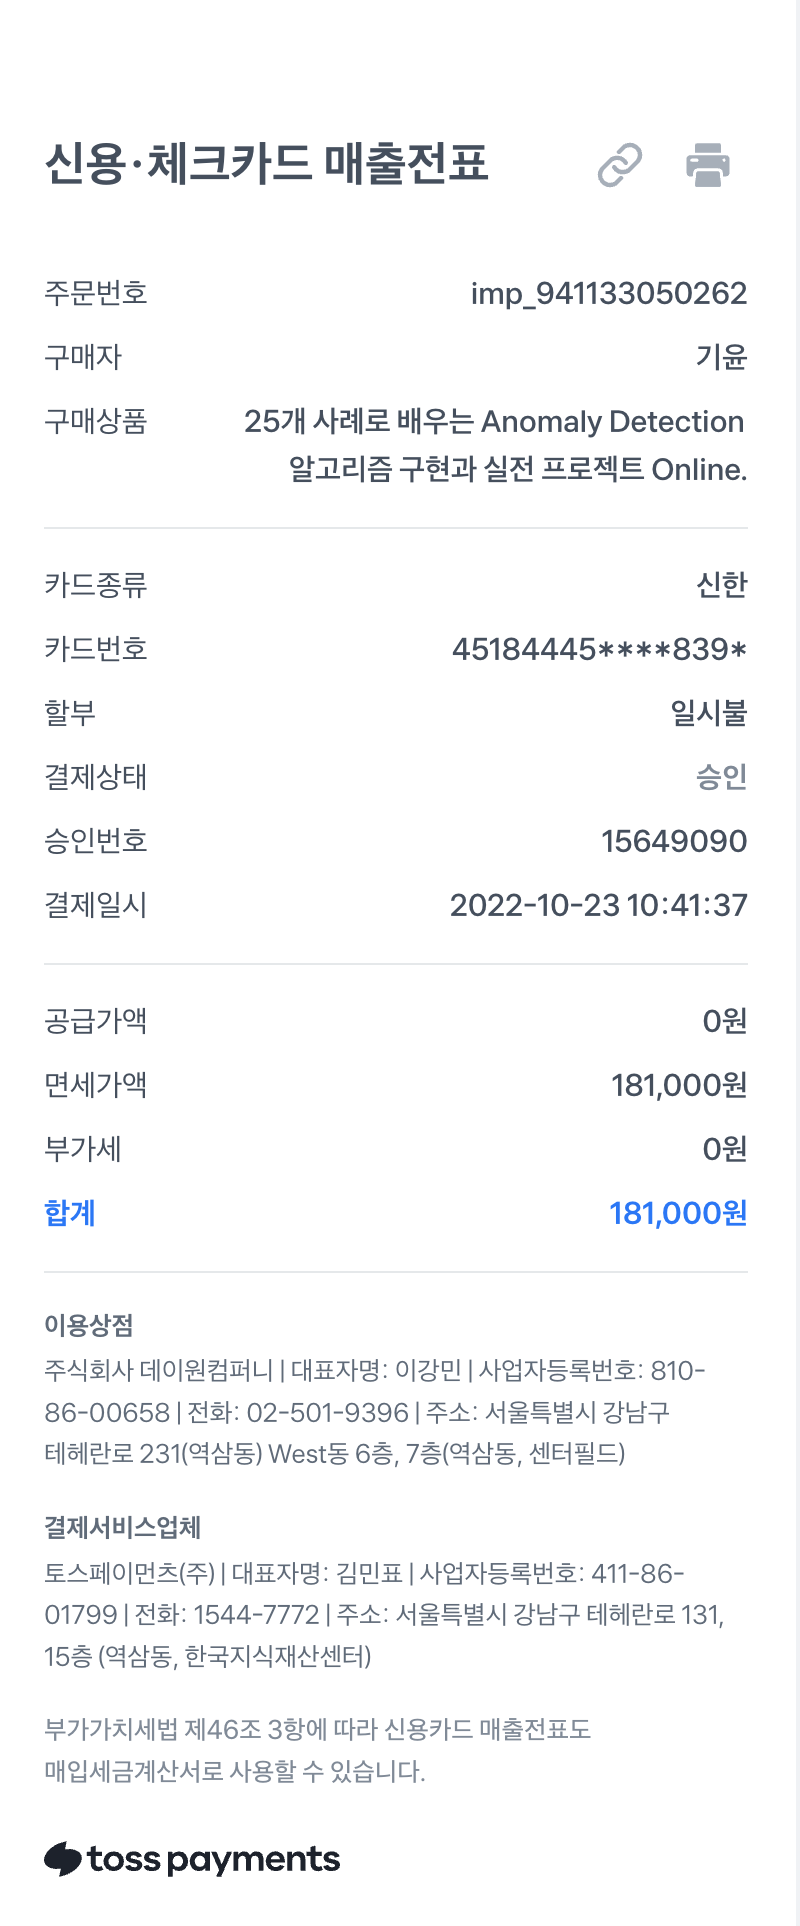 신용·체크카드 매출전표
주문번호 imp_941133050262
구매자 기윤
구매상품 25개 사례로 배우는 Anomaly Detection
알고리즘 구현과 실전 프로젝트 Online.
카드종류 신한
카드번호 45184445****839*
할부 일시불
결제상태 승인
승인번호 15649090
결제일시 2022-10-23 10:41:37
공급가액 0원
면세가액 181,000원
부가세 0원
합계 181,000원
이용상점
주식회사 데이원컴퍼니 | 대표자명: 이강민 | 사업자등록번호: 810-
86-00658 | 전화: 02-501-9396 | 주소: 서울특별시 강남구
테헤란로 231(역삼동) West동 6층, 7층(역삼동, 센터필드)
결제서비스업체
토스페이먼츠(주) | 대표자명: 김민표 | 사업자등록번호: 411-86-
01799 | 전화: 1544-7772 | 주소: 서울특별시 강남구 테헤란로 131,
15층 (역삼동, 한국지식재산센터)
부가가치세법 제46조 3항에 따라 신용카드 매출전표도
매입세금계산서로 사용할 수 있습니다.
toss payments